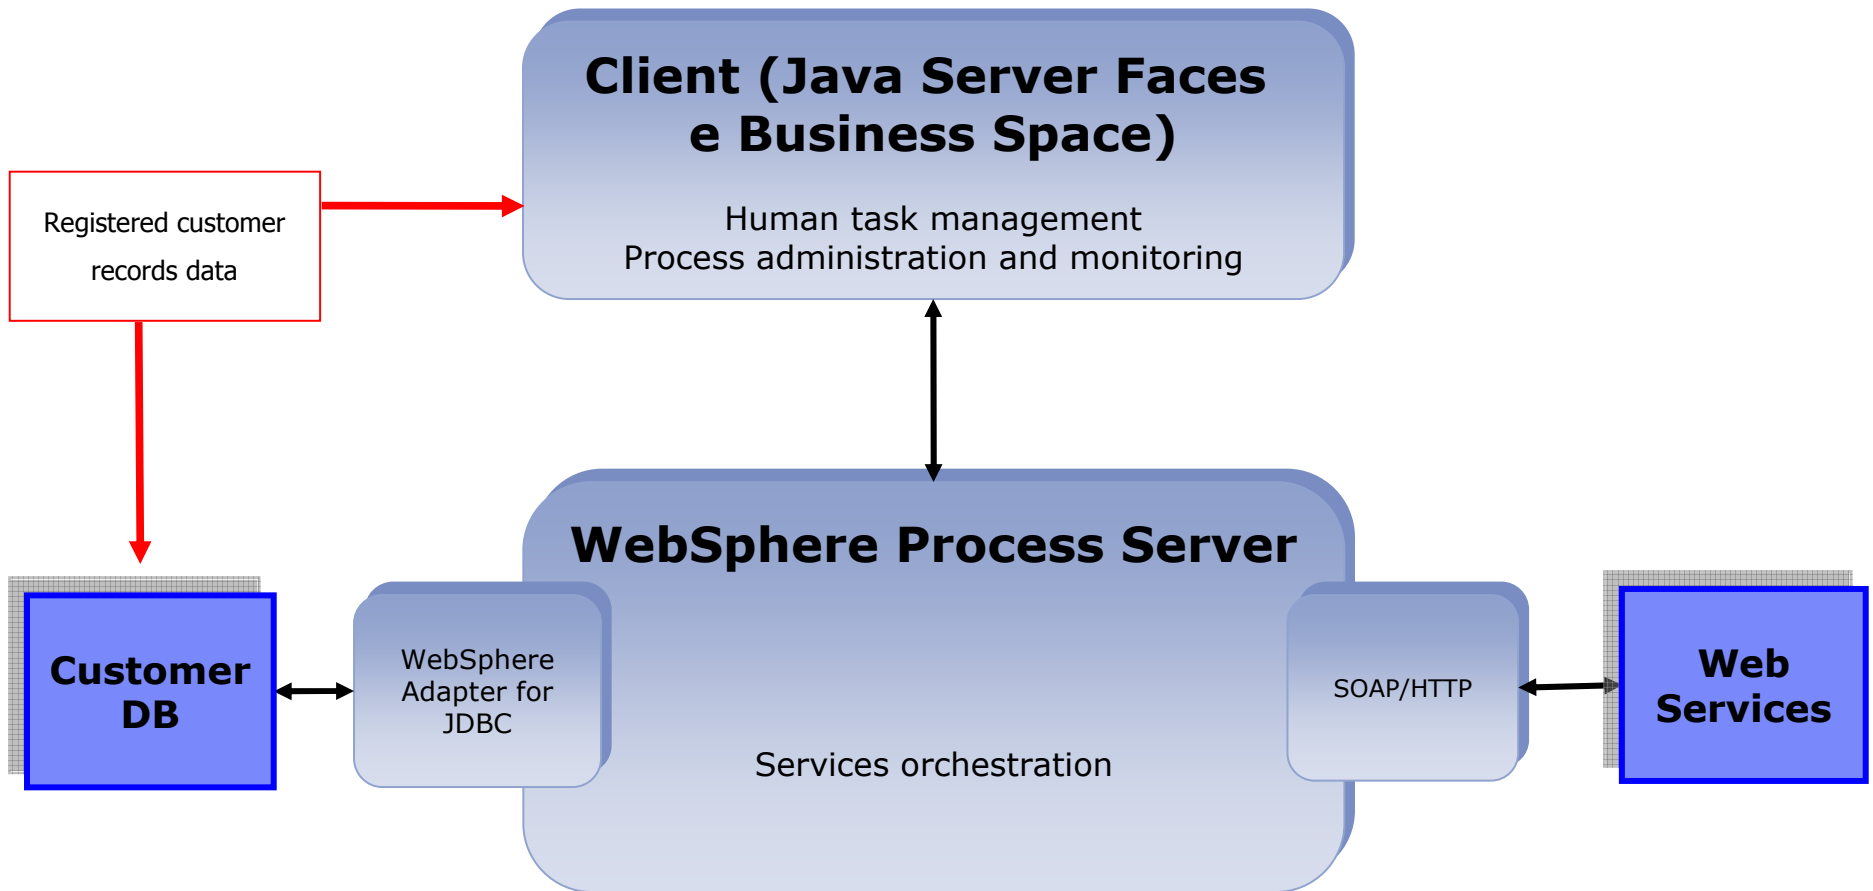 Client (Java Server Faces
e Business Space)
Human task management
Process administration and monitoring
Registered customer
records data
WebSphere Process Server
Customer
DB
WebSphere
Adapter for
JDBC
Services orchestration
SOAP/HTTP
Web
Services